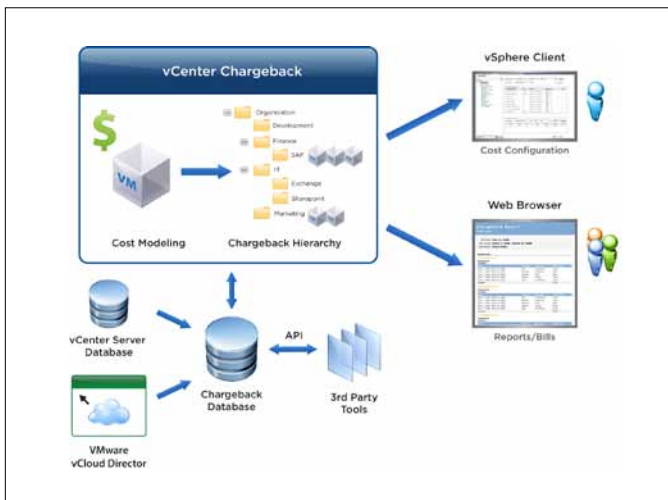 vCenter Chargeback
vSphere Client
Organization
Development
Finance
SAP
IT
Exchange
Sharepoint
Marketing
$
VM
Cost Modeling
Chargeback Hierarchy
Cost Configuration
Web Browser
Reports/Bills
vCenter Server
Database
API
Chargeback
Database
3rd Party
Tools
VMware
vCloud Director